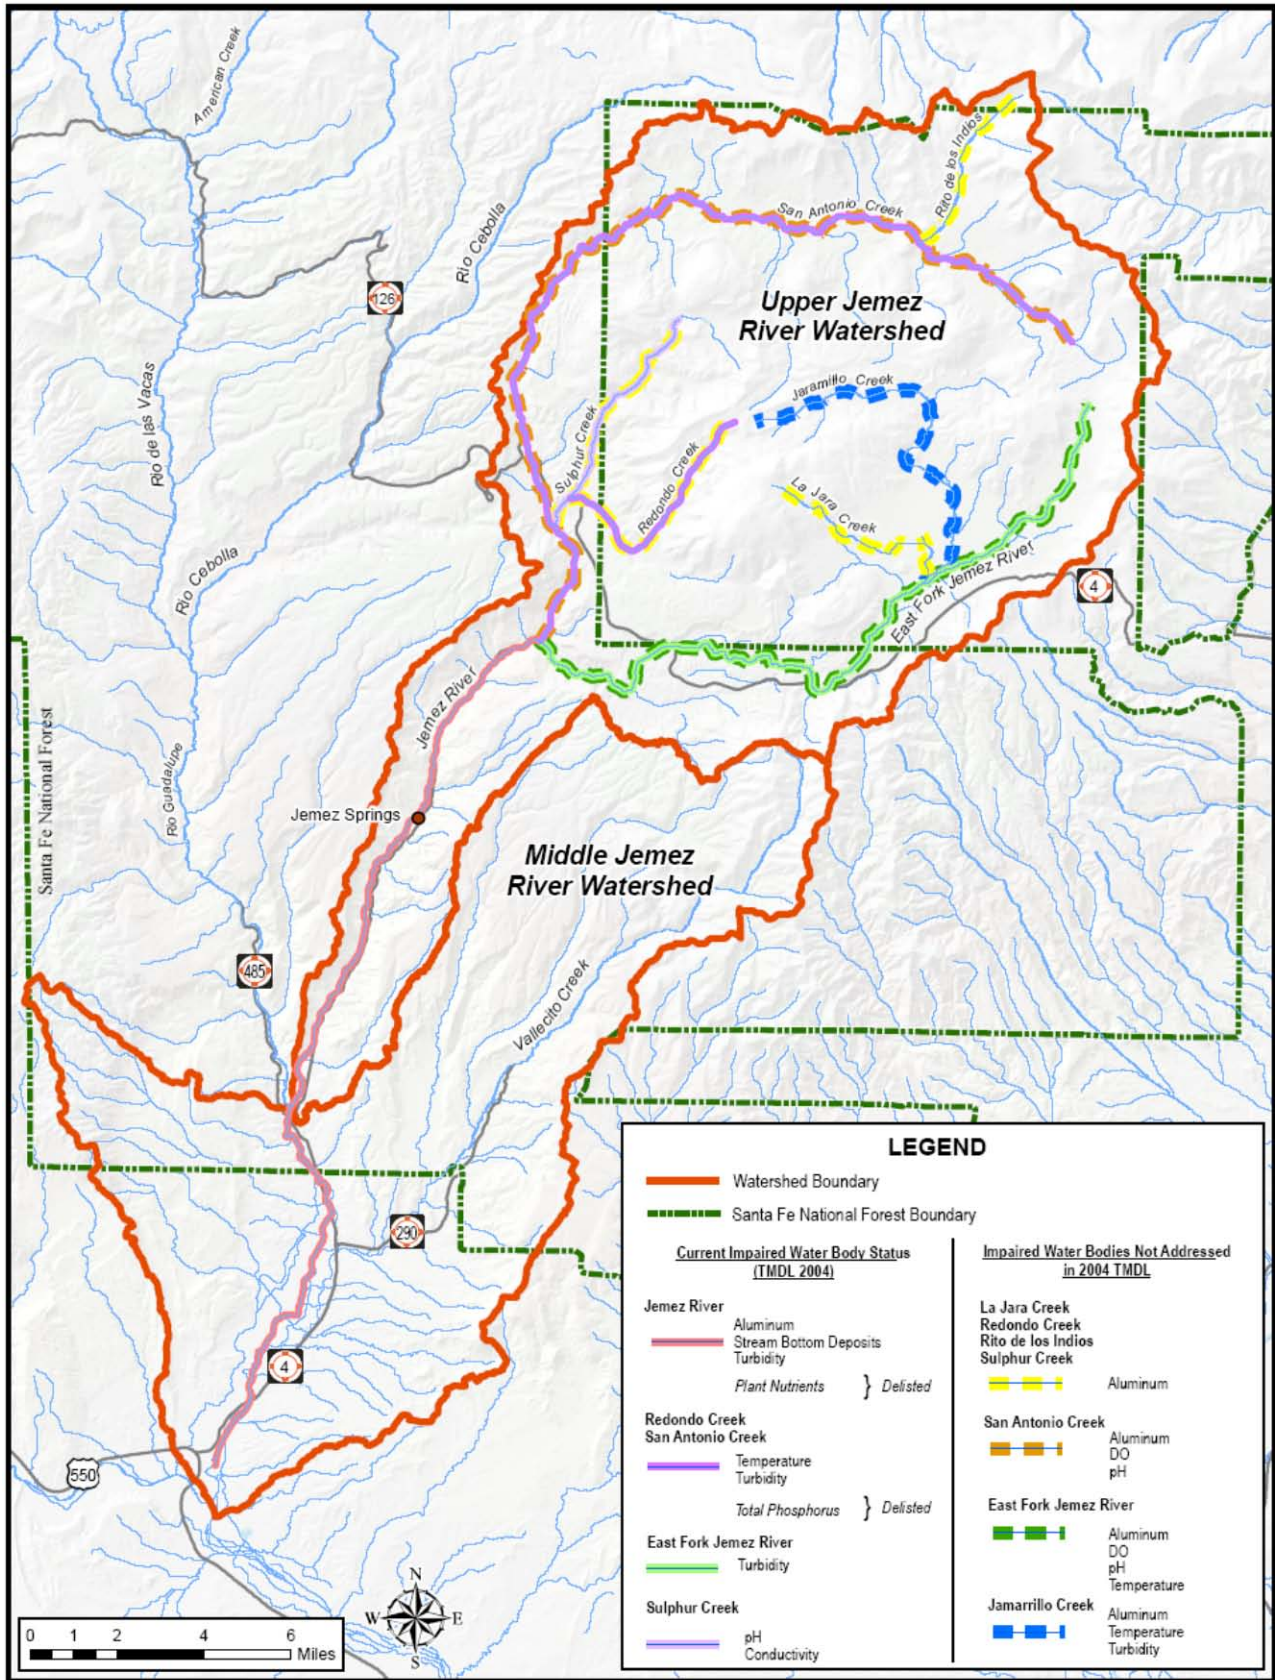 American Creek
Rio Cebolla
126
Rito de los Indios
San Antonio Creek
Upper Jemez
River Watershed
Rio de las Vacas
Jaramillo Creek
Sulphur Creek
Redondo Creek
La Jara Creek
Rio Cebolla
East Fork Jemez River
4
Jemez River
Santa Fe National Forest
Rio Guadalupe
Jemez Springs
Middle Jemez
River Watershed
485
Vallecito Creek
290
4
550
N
W
E
S
0 1 2 4 6
Miles
LEGEND
Watershed Boundary
Santa Fe National Forest Boundary
Current Impaired Water Body Status
(TMDL 2004)
Jemez River
Aluminum
Stream Bottom Deposits
Turbidity
Plant Nutrients } Delisted
Redondo Creek
San Antonio Creek
Temperature
Turbidity
Total Phosphorus } Delisted
East Fork Jemez River
Turbidity
Sulphur Creek
pH
Conductivity
Impaired Water Bodies Not Addressed
in 2004 TMDL
La Jara Creek
Redondo Creek
Rito de los Indios
Sulphur Creek
Aluminum
San Antonio Creek
Aluminum
DO
pH
East Fork Jemez River
Aluminum
DO
pH
Temperature
Jamarrillo Creek
Aluminum
Temperature
Turbidity